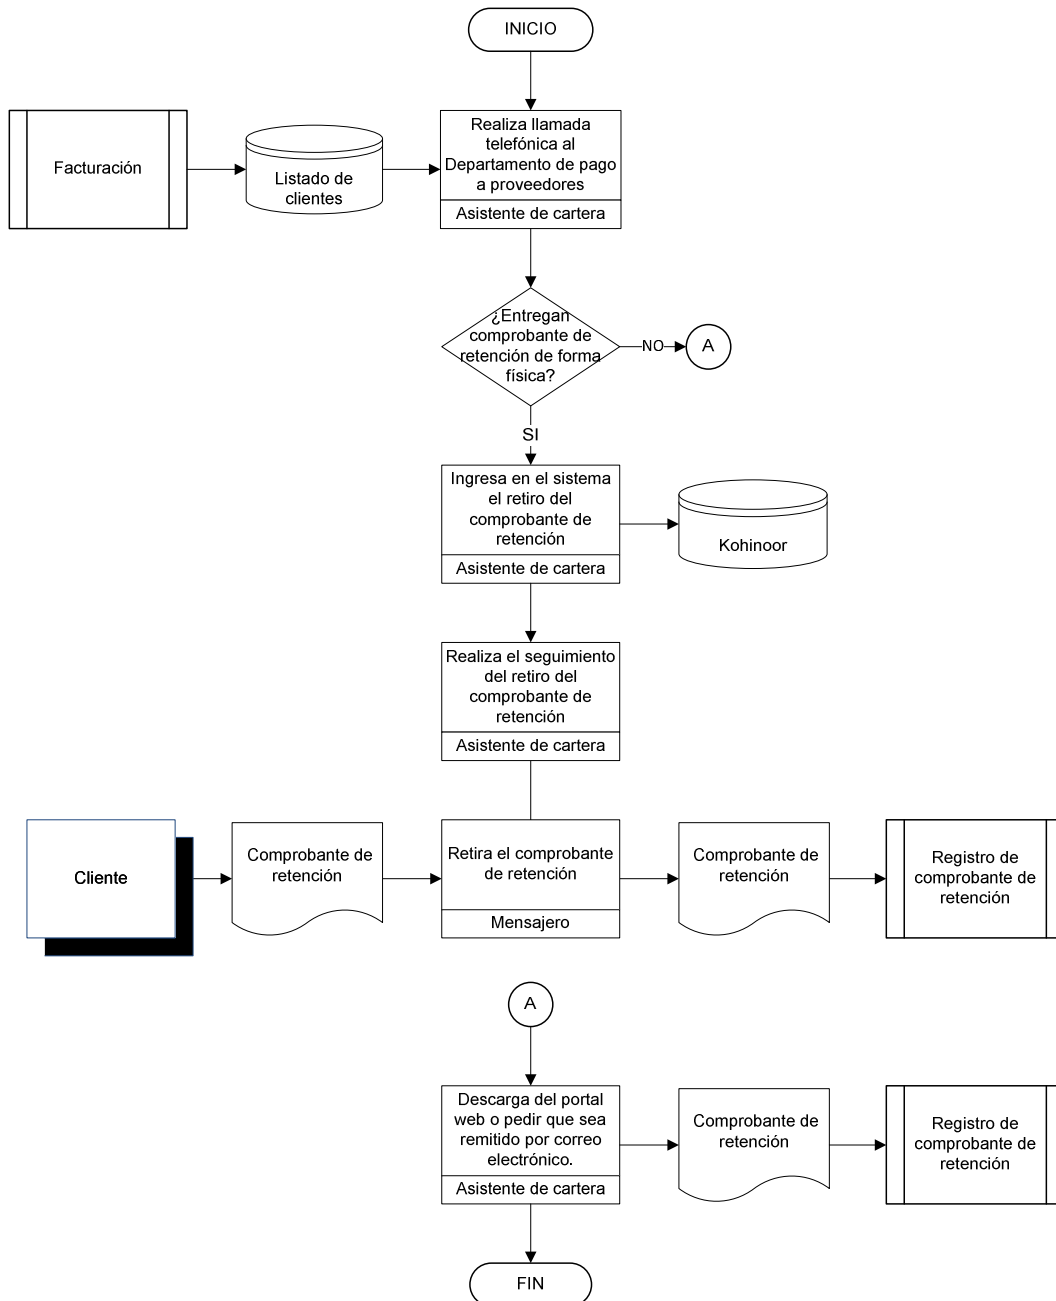 INICIO
Facturación
Listado de
clientes
Realiza llamada
telefónica al
Departamento de pago
a proveedores
Asistente de cartera
¿Entregan
comprobante de
retención de forma
física?
NO
A
SI
Ingresa en el sistema
el retiro del
comprobante de
retención
Asistente de cartera
Kohinoor
Realiza el seguimiento
del retiro del
comprobante de
retención
Asistente de cartera
Cliente
Comprobante de
retención
Retira el comprobante
de retención
Mensajero
Comprobante de
retención
Registro de
comprobante de
retención
A
Descarga del portal
web o pedir que sea
remitido por correo
electrónico.
Asistente de cartera
Comprobante de
retención
Registro de
comprobante de
retención
FIN